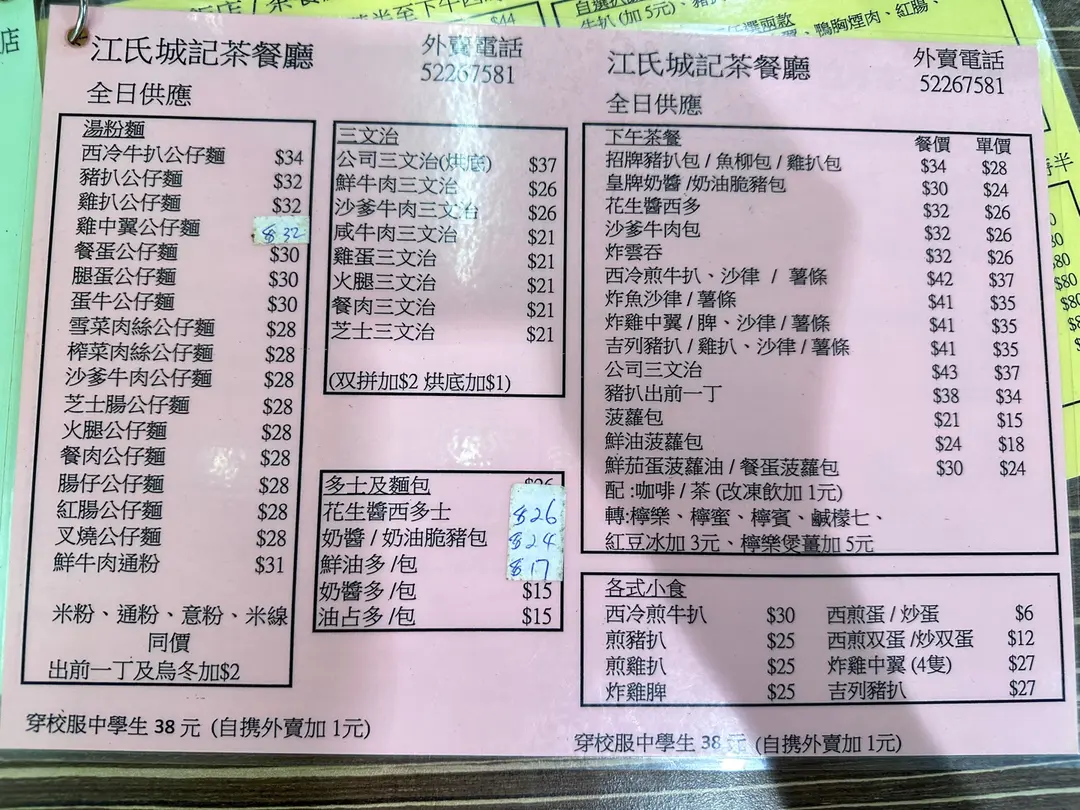 江氏城記茶餐廳
外賣電話
52267581
全日供應
湯粉麵
西冷牛扒公仔麵 $34
豬扒公仔麵 $32
雞扒公仔麵 $32
雞中翼公仔麵 $32
餐蛋公仔麵 $30
腿蛋公仔麵 $30
蛋牛公仔麵 $30
雪菜肉絲公仔麵 $28
榨菜肉絲公仔麵 $28
沙爹牛肉公仔麵 $28
芝士腸公仔麵 $28
火腿公仔麵 $28
餐肉公仔麵 $28
腸仔公仔麵 $28
紅腸公仔麵 $28
叉燒公仔麵 $28
鮮牛肉通粉 $31
米粉、通粉、意粉、米線
同價
出前一丁及烏冬加$2
三文治
公司三文治(烘底) $37
鮮牛肉三文治 $26
沙爹牛肉三文治 $26
咸牛肉三文治 $21
雞蛋三文治 $21
火腿三文治 $21
餐肉三文治 $21
芝士三文治 $21
(双拼加$2 烘底加$1)
多士及麵包
花生醬西多士 $26
奶醬 / 奶油脆豬包 $24
鮮油多 /包 $17
奶醬多 /包 $15
油占多 /包 $15
穿校服中學生 38 元 (自携外賣加 1元)
江氏城記茶餐廳
外賣電話
52267581
全日供應
下午茶餐 餐價 單價
招牌豬扒包 / 魚柳包 / 雞扒包 $34 $28
皇牌奶醬 /奶油脆豬包 $30 $24
花生醬西多 $32 $26
沙爹牛肉包 $32 $26
炸雲吞 $32 $26
西冷煎牛扒、沙律 / 薯條 $42 $37
炸魚沙律 / 薯條 $41 $35
炸雞中翼 / 脾、沙律 / 薯條 $41 $35
吉列豬扒 / 雞扒、沙律 / 薯條 $41 $35
公司三文治 $43 $37
豬扒出前一丁 $38 $34
菠蘿包 $21 $15
鮮油菠蘿包 $24 $18
鮮茄蛋菠蘿油 / 餐蛋菠蘿包 $30 $24
配 :咖啡 / 茶 (改凍飲加 1元)
轉:檸樂、檸蜜、檸賓、鹹檬七、
紅豆冰加 3元、檸樂煲薑加 5元
各式小食
西冷煎牛扒 $30 西煎蛋 / 炒蛋 $6
煎豬扒 $25 西煎双蛋 /炒双蛋 $12
煎雞扒 $25 炸雞中翼 (4隻) $27
炸雞脾 $25 吉列豬扒 $27
穿校服中學生 38 元 (自携外賣加 1元)